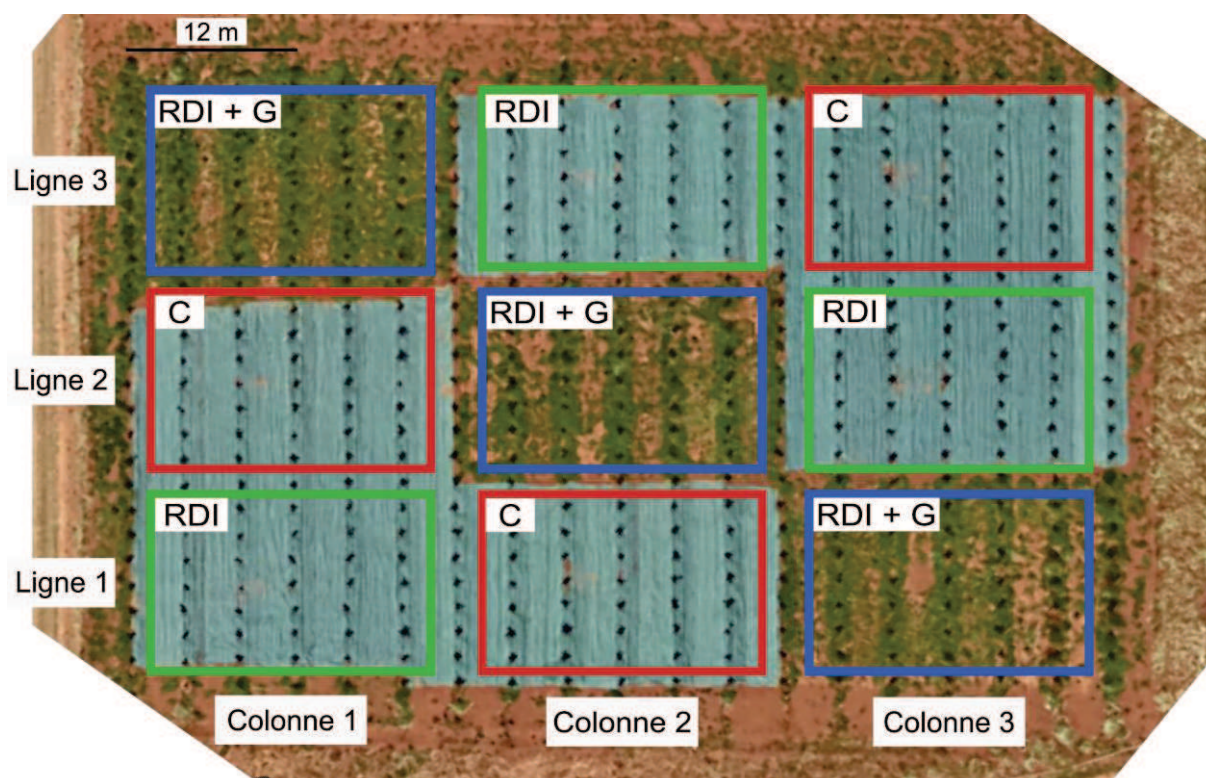 12 m
RDI + G
RDI
C
Ligne 3
C
RDI + G
RDI
Ligne 2
RDI
C
RDI + G
Ligne 1
Colonne 1
Colonne 2
Colonne 3